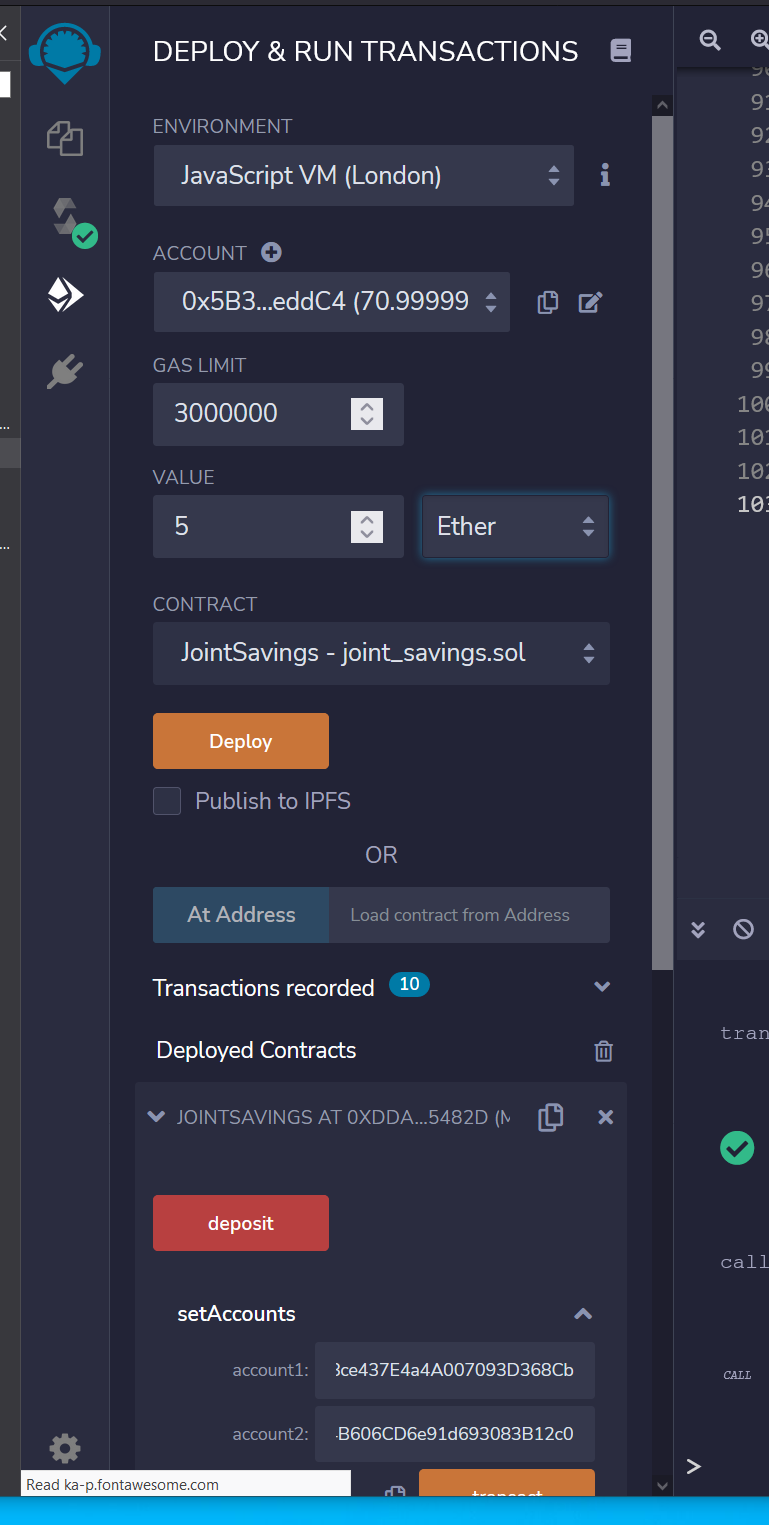 DEPLOY & RUN TRANSACTIONS
ENVIRONMENT
JavaScript VM (London)
ACCOUNT
0x5B3...eddC4 (70.99999
GAS LIMIT
3000000
VALUE
5
Ether
CONTRACT
JointSavings - joint_savings.sol
Deploy
Publish to IPFS
OR
At Address
Load contract from Address
Transactions recorded 10
Deployed Contracts
JOINTSAVINGS AT 0XDDA...5482D (M
deposit
setAccounts
account1: 3ce437E4a4A007093D368Cb
account2: 4B606CD6e91d693083B12c0
transact
Read ka-p.fontawesome.com
91
92
93
94
95
96
97
98
99
100
101
102
103
tran
call
CALL
>